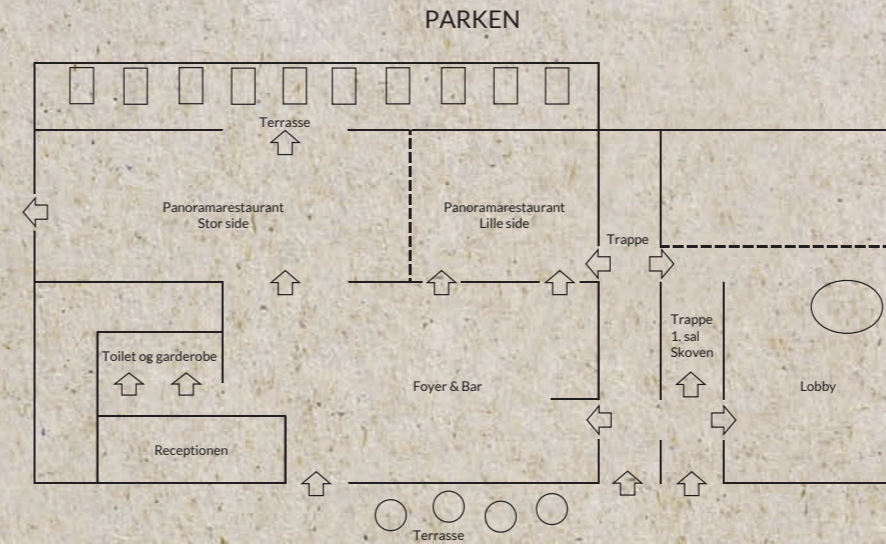 PARKEN
Terrasse
Panoramarestaurant
Stor side
Panoramarestaurant
Lille side
Trappe
Trappe
1. sal
Skoven
Toilet og garderobe
Foyer & Bar
Lobby
Receptionen
Terrasse